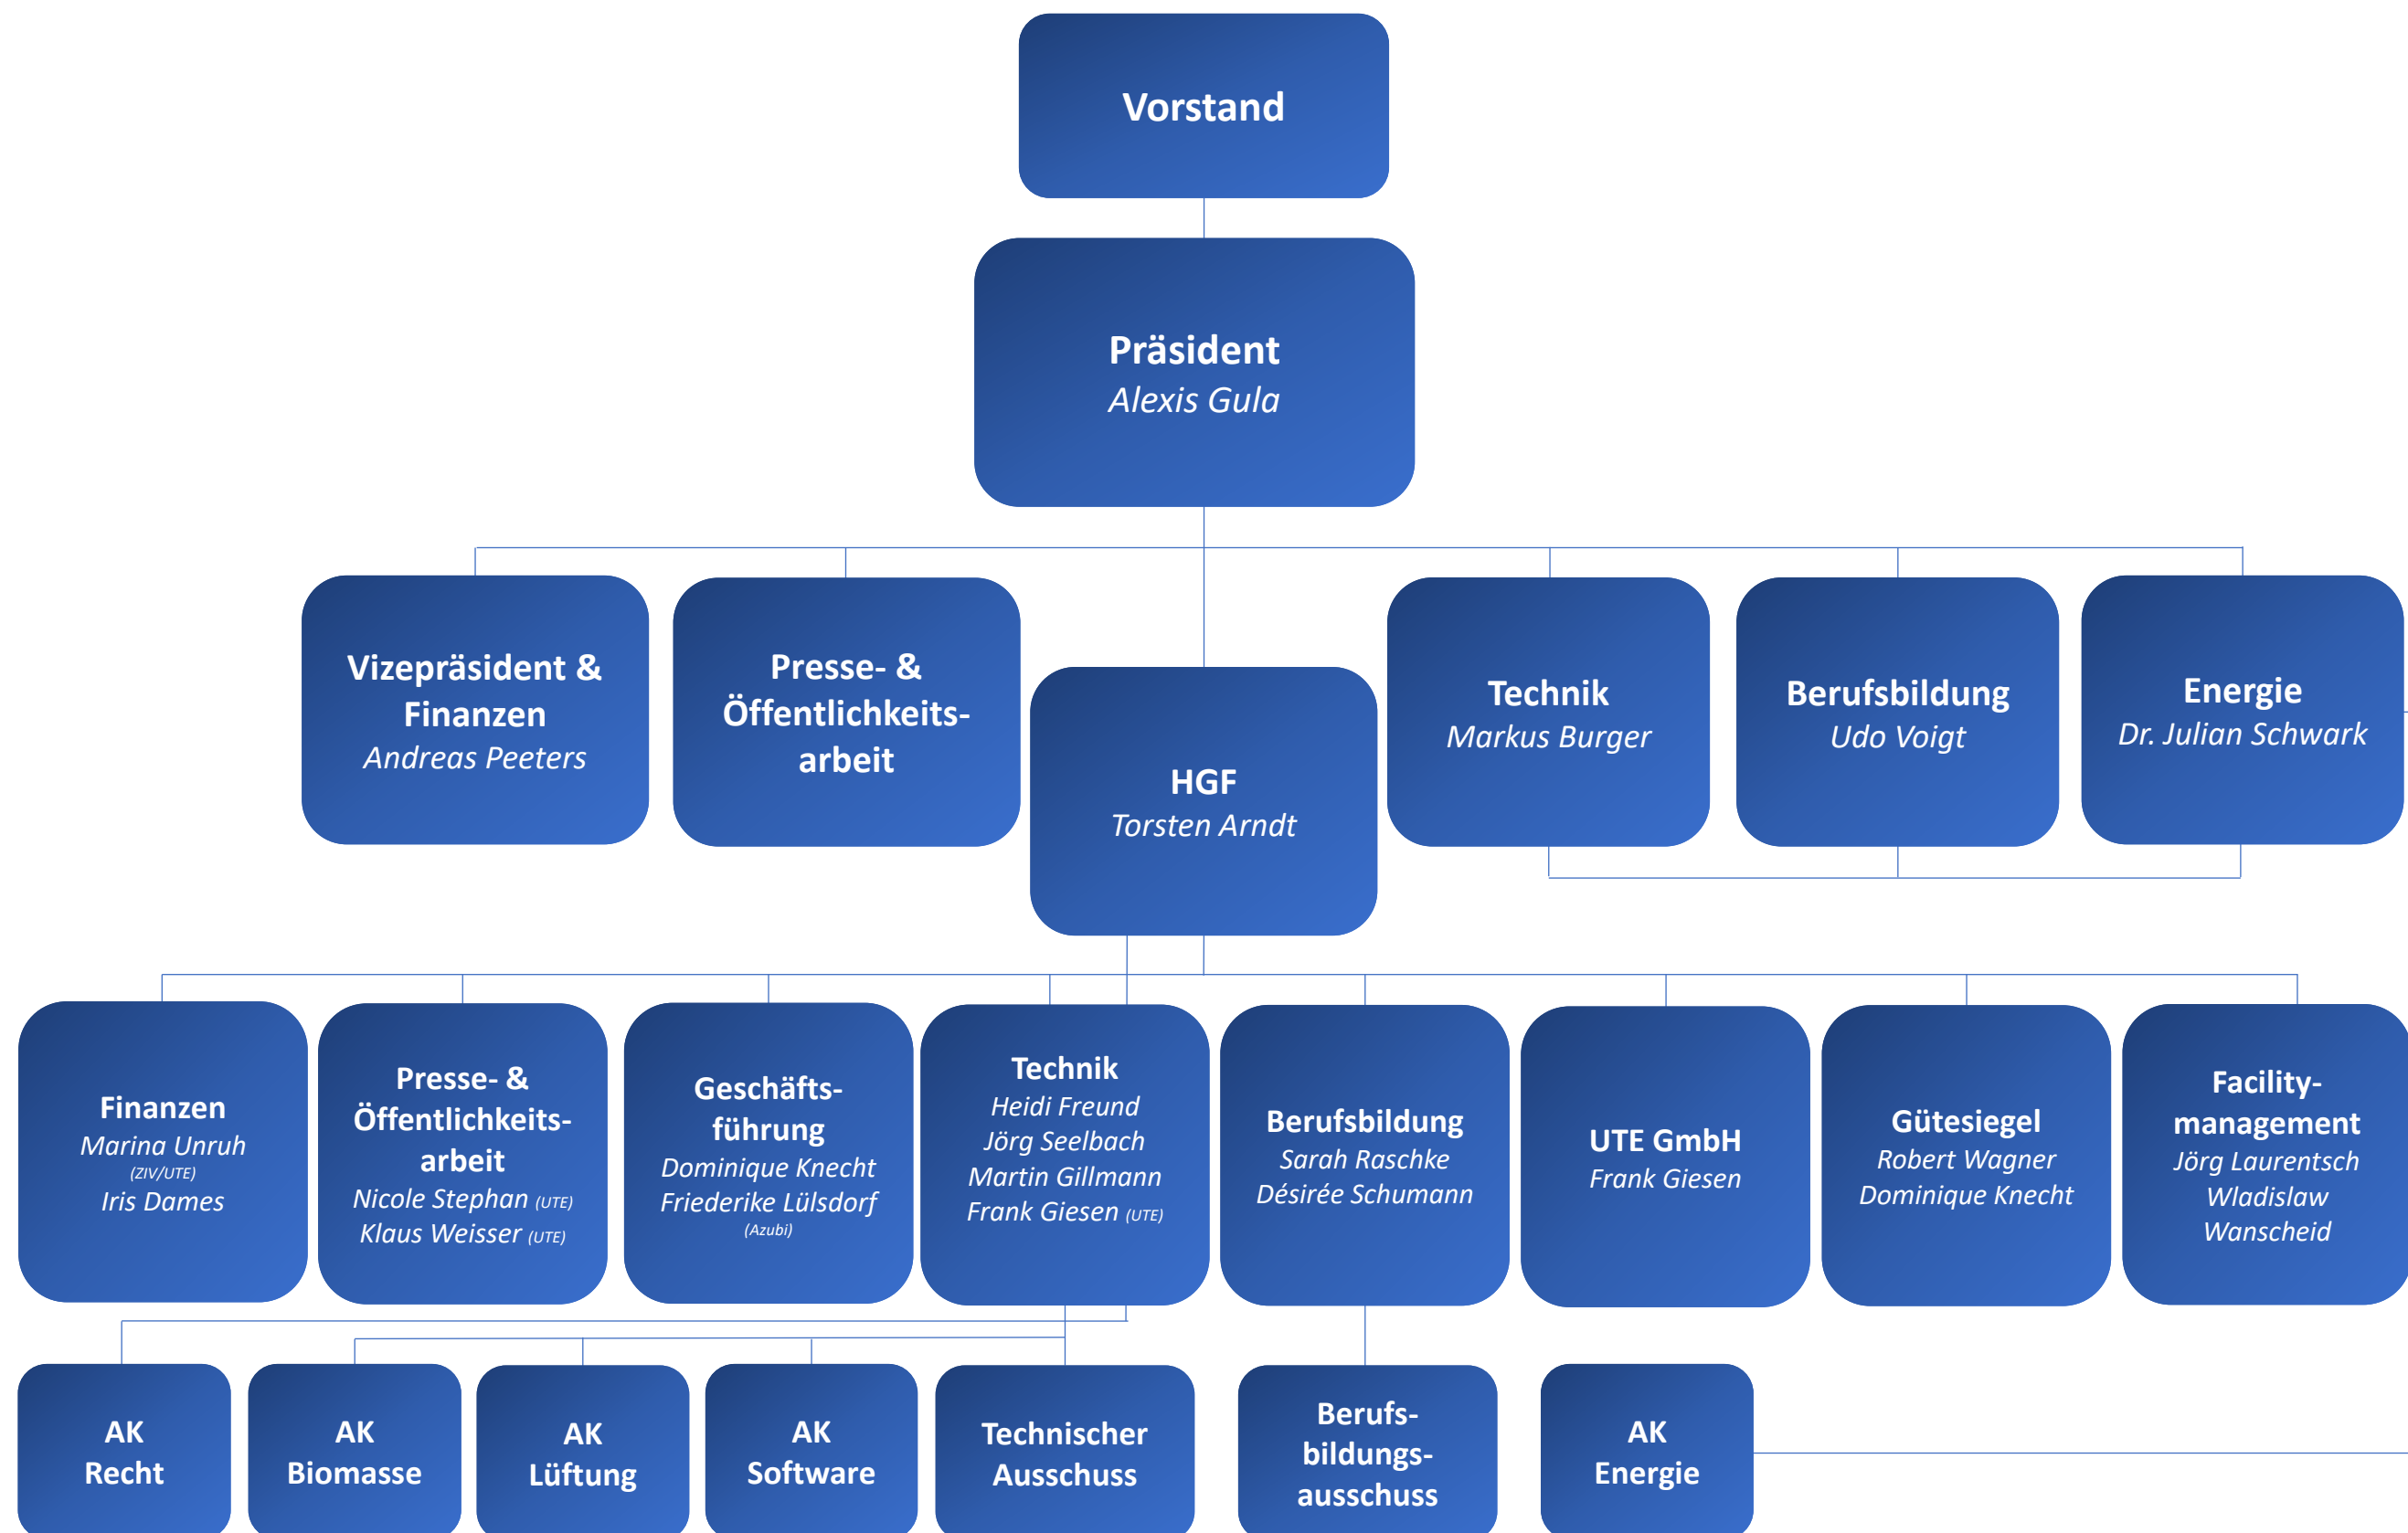 Vorstand
Präsident
Alexis Gula
Vizepräsident &
Finanzen
Andreas Peeters
Presse- &
Öffentlichkeits-
arbeit
HGF
Torsten Arndt
Technik
Markus Burger
Berufsbildung
Udo Voigt
Energie
Dr. Julian Schwark
Finanzen
Marina Unruh
(ZIV/UTE)
Iris Dames
Presse- &
Öffentlichkeits-
arbeit
Nicole Stephan (UTE)
Klaus Weisser (UTE)
Geschäfts-
führung
Dominique Knecht
Friederike Lülsdorf
(Azubi)
Technik
Heidi Freund
Jörg Seelbach
Martin Gillmann
Frank Giesen (UTE)
Berufsbildung
Sarah Raschke
Désirée Schumann
UTE GmbH
Frank Giesen
Gütesiegel
Robert Wagner
Dominique Knecht
Facility-
management
Jörg Laurentsch
Wladislaw
Wanscheid
AK
Recht
AK
Biomasse
AK
Lüftung
AK
Software
Technischer
Ausschuss
Berufs-
bildungs-
ausschuss
AK
Energie